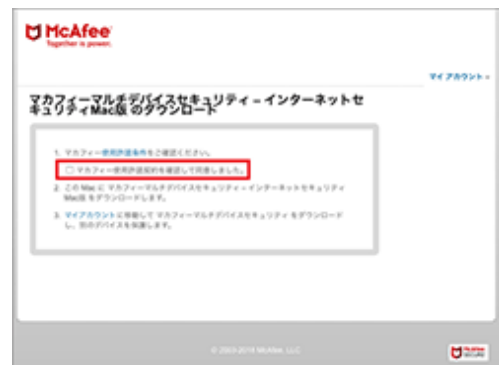 McAfee
Together is power.
マイ アカウント
マカフィーマルチデバイスセキュリティ – インターネットセ
キュリティMac版 のダウンロード
1. マカフィー使用許諾条件をご確認ください。
マカフィー使用許諾契約を確認して同意しました。
2. この Mac に マカフィーマルチデバイスセキュリティ – インターネットセキュリティ
Mac版 をダウンロードします。
3. マイアカウントに移動して マカフィーマルチデバイスセキュリティ をダウンロード
し、別のデバイスを保護します。
© 2003-2019 McAfee, LLC
McAfee
SECURE